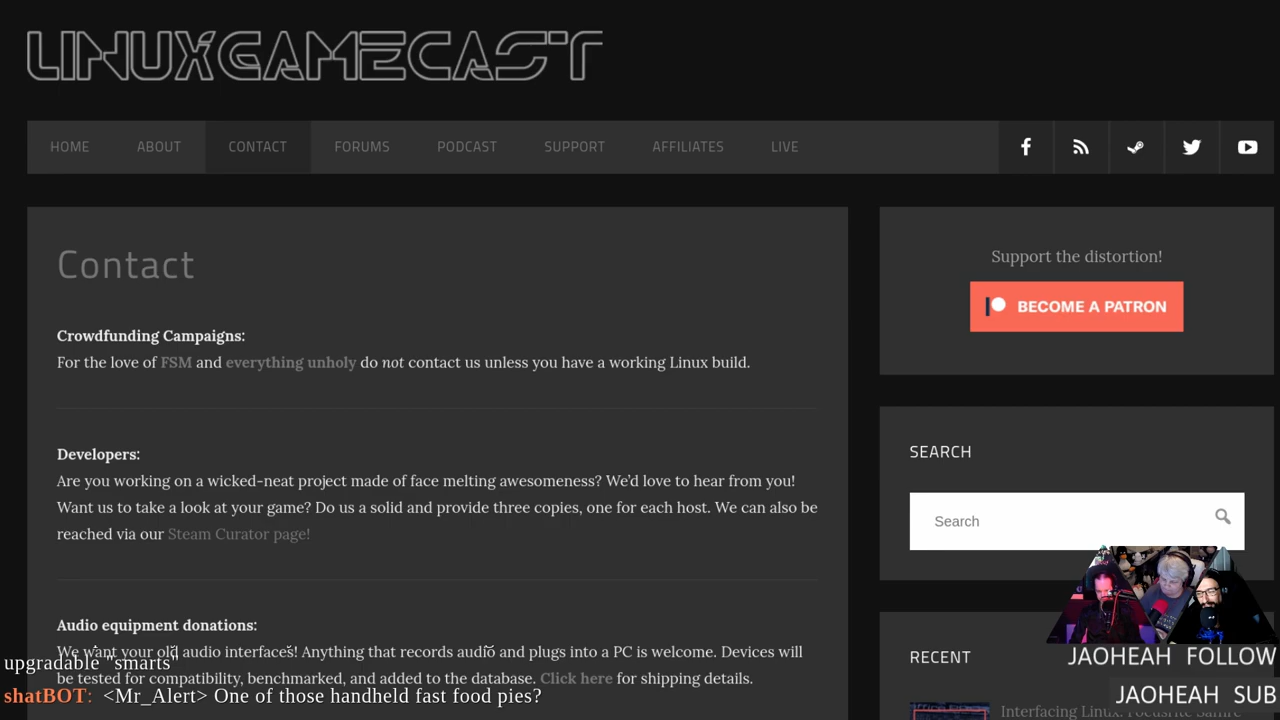 LINUXGAMECAST
HOME ABOUT CONTACT FORUMS PODCAST SUPPORT AFFILIATES LIVE
Contact
Crowdfunding Campaigns:
For the love of FSM and everything unholy do not contact us unless you have a working Linux build.
Developers:
Are you working on a wicked-neat project made of face melting awesomeness? We'd love to hear from you!
Want us to take a look at your game? Do us a solid and provide three copies, one for each host. We can also be
reached via our Steam Curator page!
Audio equipment donations:
We want your old audio interfaces! Anything that records audio and plugs into a PC is welcome. Devices will
be tested for compatibility, benchmarked, and added to the database. Click here for shipping details.
upgradable "smarts"
shatBOT: <Mr_Alert> One of those handheld fast food pies?
Support the distortion!
BECOME A PATRON
SEARCH
Search
RECENT
JAOHEAH FOLLOW
JAOHEAH SUB
Interfacing Linux: Focusrite